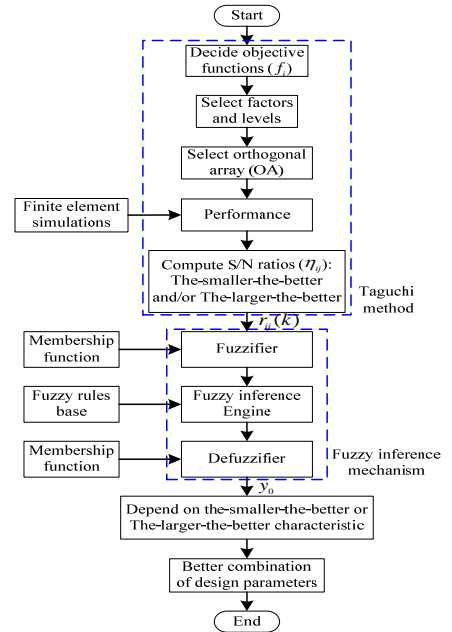 Start
Decide objective
functions (fᵢ)
Select factors
and levels
Select orthogonal
array (OA)
Finite element
simulations
Performance
Compute S/N ratios (ηᵢⱼ):
The-smaller-the-better
and/or The-larger-the-better
Taguchi
method
rᵢⱼ(k)
Membership
function
Fuzzifier
Fuzzy rules
base
Fuzzy inference
Engine
Membership
function
Defuzzifier
Fuzzy inference
mechanism
y₀
Depend on the-smaller-the-better or
The-larger-the-better characteristic
Better combination
of design parameters
End